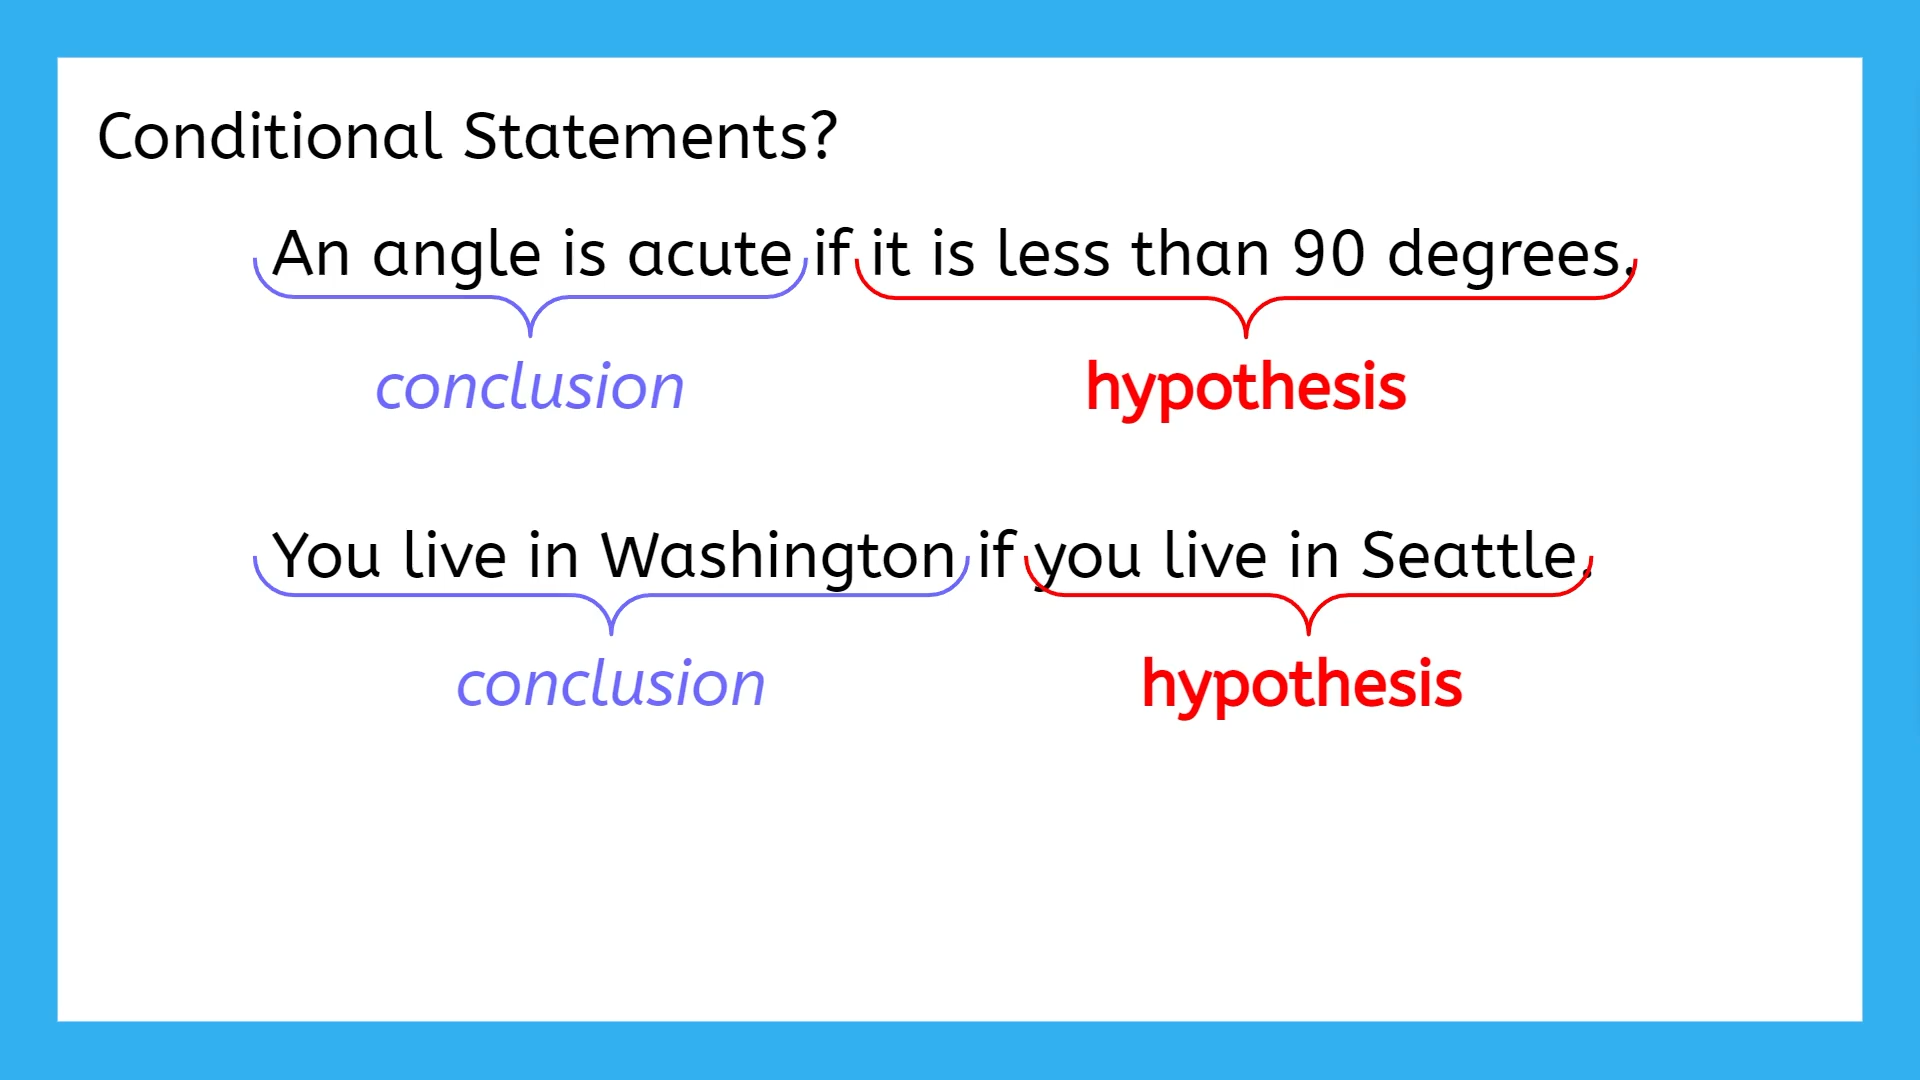 Conditional Statements?
An angle is acute if it is less than 90 degrees.
conclusion hypothesis
You live in Washington if you live in Seattle.
conclusion hypothesis